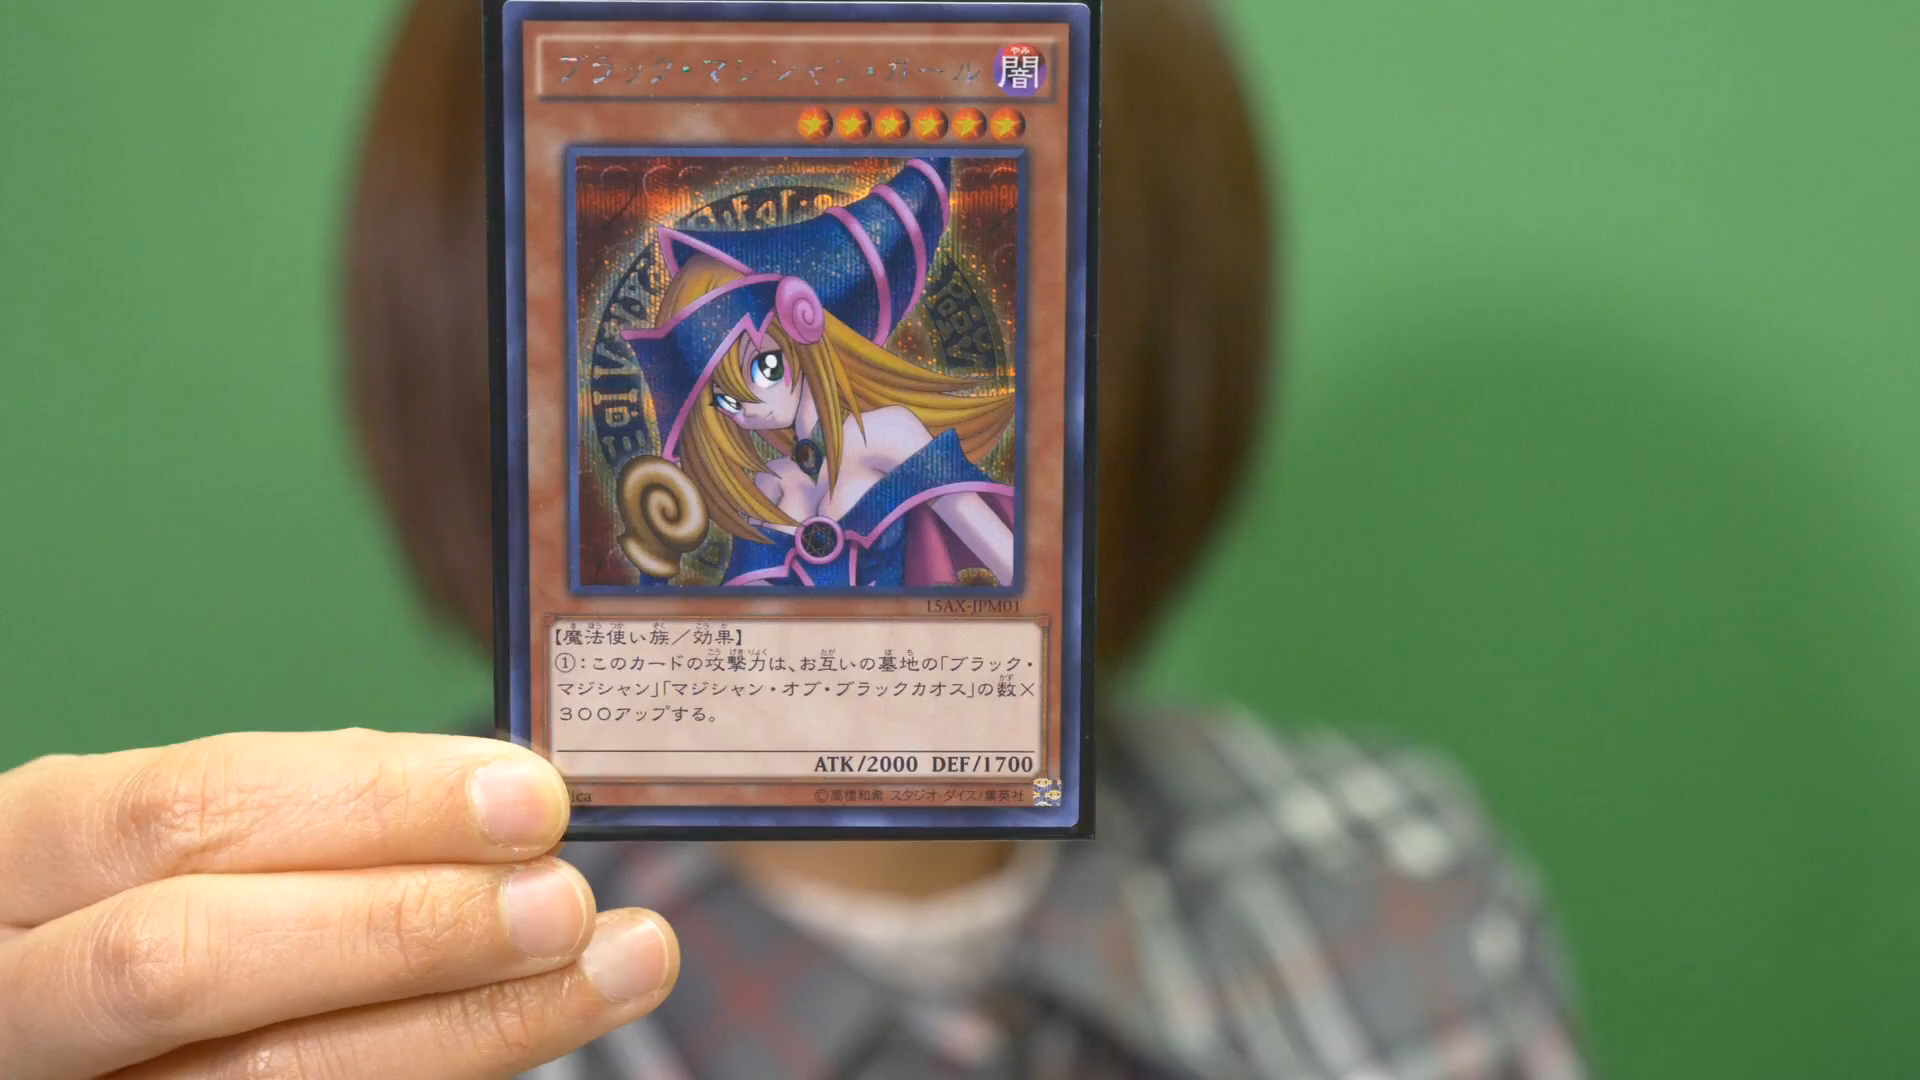 ブラック・マジシャン・ガール
やみ
闇
15AX-JPM01
【魔法使い族／効果】
①：このカードの攻撃力は、お互いの墓地の「ブラック・
マジシャン」「マジシャン・オブ・ブラックカオス」の数×
３００アップする。
ATK/2000 DEF/1700
©高橋和希 スタジオ・ダイス/集英社